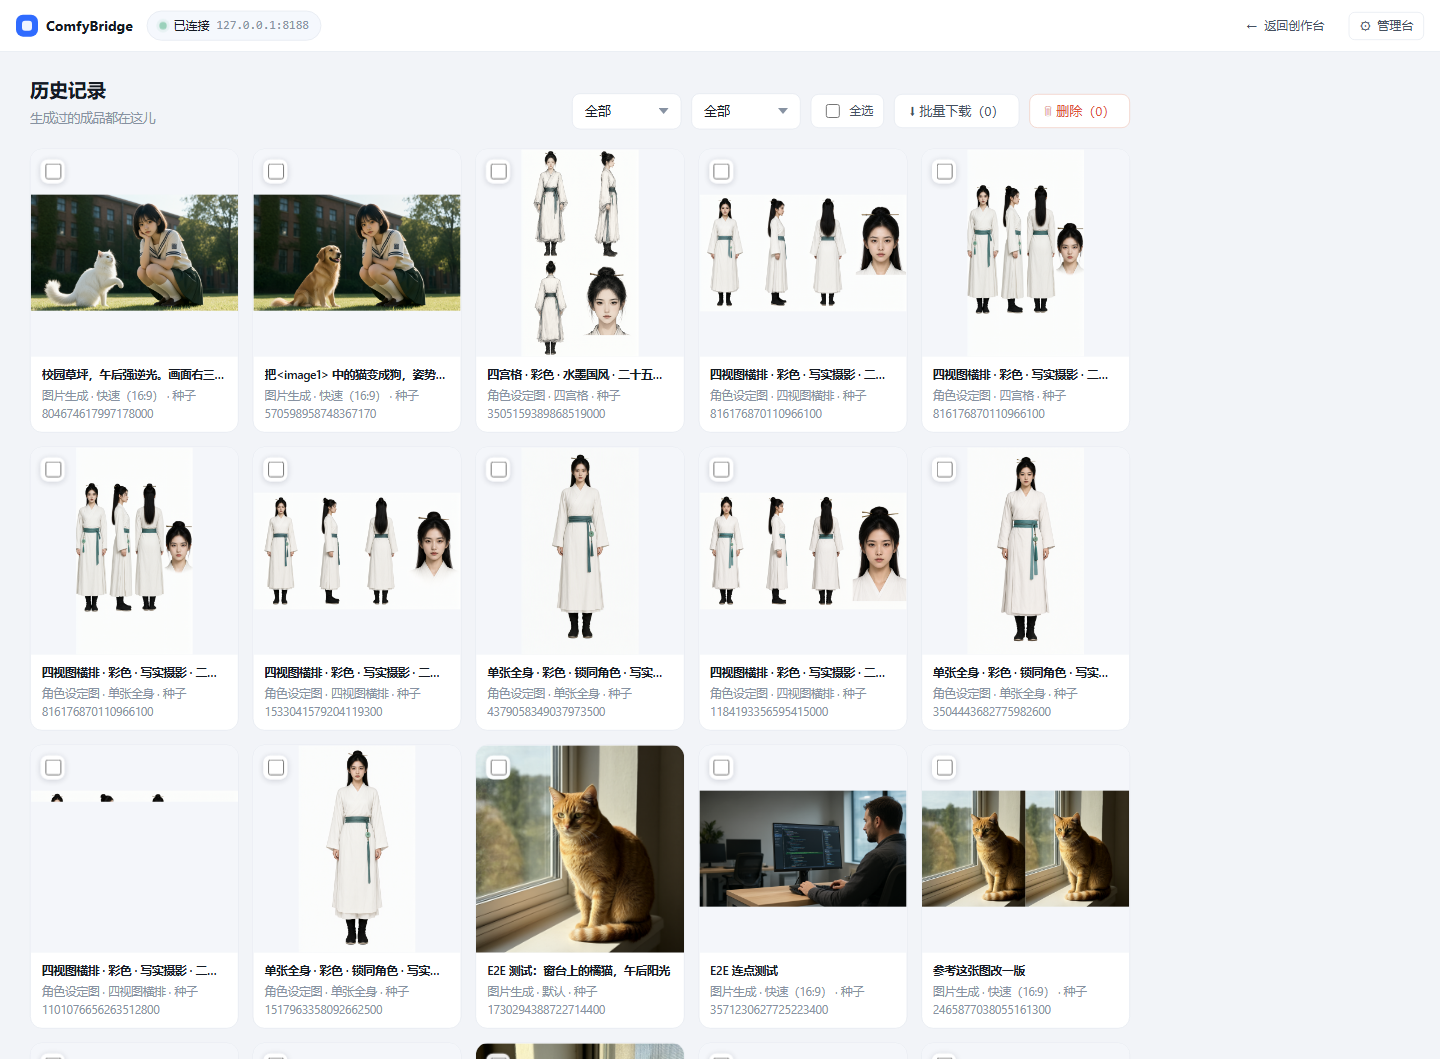 ComfyBridge
已连接 127.0.0.1:8188
← 返回创作台
管理台
历史记录
生成过的成品都在这儿
全部
全部
全选
批量下载（0）
删除（0）
校园草坪，午后强逆光。画面右三...
图片生成 · 快速（16:9） · 种子
804674617997178000
把<image1> 中的猫变成狗，姿势...
图片生成 · 快速（16:9） · 种子
570598958748367170
四宫格 · 彩色 · 水墨国风 · 二十五...
角色设定图 · 四宫格 · 种子
3505159389868519000
四视图横排 · 彩色 · 写实摄影 · 二...
角色设定图 · 四视图横排 · 种子
816176870110966100
四视图横排 · 彩色 · 写实摄影 · 二...
角色设定图 · 四宫格 · 种子
816176870110966100
四视图横排 · 彩色 · 写实摄影 · 二...
角色设定图 · 单张全身 · 种子
816176870110966100
四视图横排 · 彩色 · 写实摄影 · 二...
角色设定图 · 四视图横排 · 种子
1533041579204119300
单张全身 · 彩色 · 锁同角色 · 写实...
角色设定图 · 单张全身 · 种子
4379058349037973500
四视图横排 · 彩色 · 写实摄影 · 二...
角色设定图 · 四视图横排 · 种子
1184193356595415000
单张全身 · 彩色 · 锁同角色 · 写实...
角色设定图 · 单张全身 · 种子
3504443682775982600
四视图横排 · 彩色 · 写实摄影 · 二...
角色设定图 · 四视图横排 · 种子
1101076656263512800
单张全身 · 彩色 · 锁同角色 · 写实...
角色设定图 · 单张全身 · 种子
1517963358092662500
E2E 测试：窗台上的橘猫，午后阳光
图片生成 · 默认 · 种子
1730294388722714400
E2E 连点测试
图片生成 · 快速（16:9） · 种子
3571230627725223400
参考这张图改一版
图片生成 · 快速（16:9） · 种子
2465877038055161300